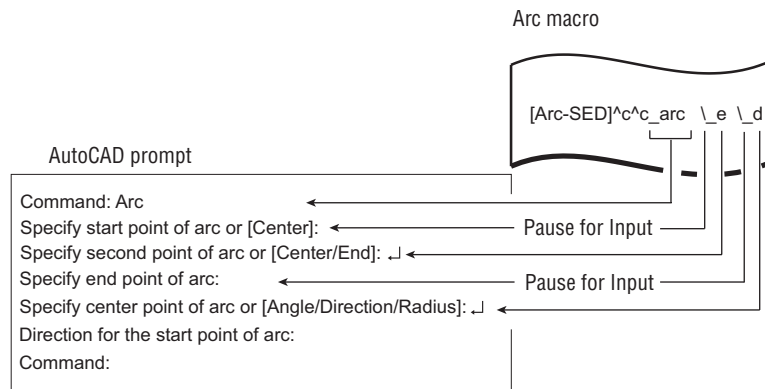 Arc macro
[Arc-SED]^c^c_arc \_e \_d
AutoCAD prompt
Command: Arc
Specify start point of arc or [Center]: Pause for Input
Specify second point of arc or [Center/End]: ↵
Specify end point of arc: Pause for Input
Specify center point of arc or [Angle/Direction/Radius]: ↵
Direction for the start point of arc:
Command: